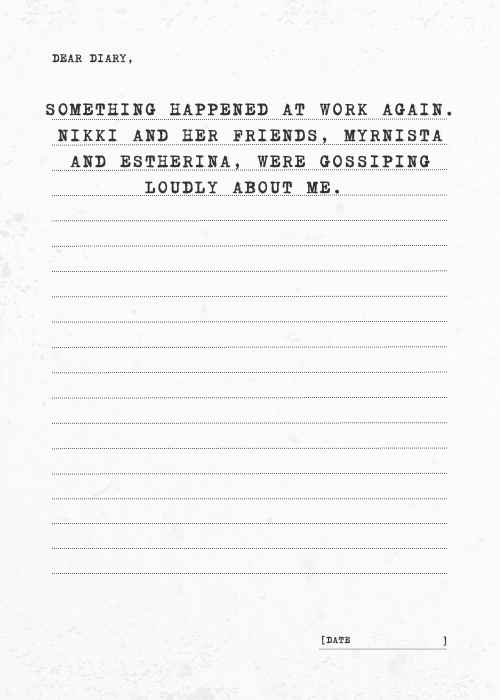 DEAR DIARY,
SOMETHING HAPPENED AT WORK AGAIN.
NIKKI AND HER FRIENDS, MYRNISTA
AND ESTHERINA, WERE GOSSIPING
LOUDLY ABOUT ME.
[DATE ]